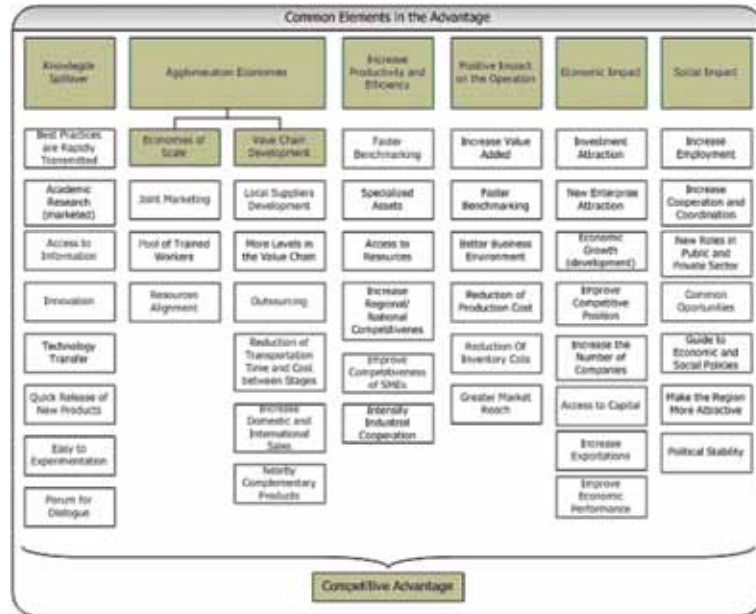 Common Elements in the Advantage
Knowlegde
Spillover
Agglomeration Economies
Increase
Productivity and
Efficiency
Positive Impact
on the Operation
Economic Impact
Social Impact
Economies of
Scale
Value Chain
Development
Best Practices
are Rapidly
Transmitted
Academic
Research
(marketed)
Access to
Information
Innovation
Technology
Transfer
Quick Release of
New Products
Easy to
Experimentation
Forum for
Dialogue
Joint Marketing
Pool of Trained
Workers
Resources
Alignment
Local Suppliers
Development
More Levels in
the Value Chain
Outsourcing
Reduction of
Transportation
Time and Cost
between Stages
Increase
Domestic and
International
Sales
Nearby
Complementary
Products
Faster
Benchmarking
Specialized
Assets
Access to
Resources
Increase
Regional/
National
Competitivenes
Improve
Competitiveness
of SMEs
Intensify
Industrial
Cooperation
Increase Value
Added
Faster
Benchmarking
Better Business
Environment
Reduction of
Production Cost
Reduction Of
Inventory
Greater Market
Reach
Investment
Attraction
New Enterprise
Attraction
Economic
Growth
(development)
Improve
Competitive
Position
Increase the
Number of
Companies
Access to Capital
Increase
Exportations
Improve
Economic
Performance
Increase
Employment
Increase
Cooperation and
Coordination
New Roles in
Public and
Private Sector
Common
Oportunities
Guide to
Economic and
Social Policies
Make the Region
More Attractive
Political Stability
Competitive Advantage